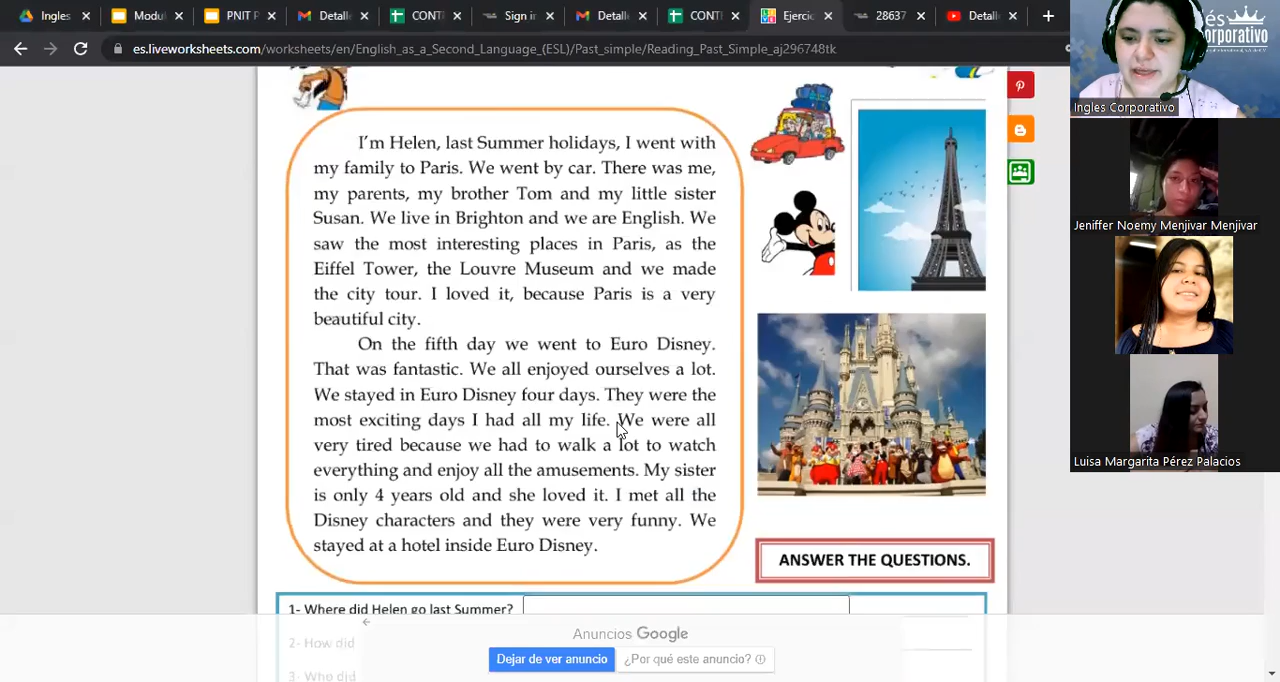 Ingles
Modu
PNIT P
Detalle
CONT
Sign in
Detalle
CONT
Ejercic
28637
Detall
es.liveworksheets.com/worksheets/en/English_as_a_Second_Language_(ESL)/Past_simple/Reading_Past_Simple_aj296748tk
és
orporativo
Ingles Corporativo
I'm Helen, last Summer holidays, I went with
my family to Paris. We went by car. There was me,
my parents, my brother Tom and my little sister
Susan. We live in Brighton and we are English. We
saw the most interesting places in Paris, as the
Eiffel Tower, the Louvre Museum and we made
the city tour. I loved it, because Paris is a very
beautiful city.
On the fifth day we went to Euro Disney.
That was fantastic. We all enjoyed ourselves a lot.
We stayed in Euro Disney four days. They were the
most exciting days I had all my life. We were all
very tired because we had to walk a lot to watch
everything and enjoy all the amusements. My sister
is only 4 years old and she loved it. I met all the
Disney characters and they were very funny. We
stayed at a hotel inside Euro Disney.
Jeniffer Noemy Menjivar Menjivar
Luisa Margarita Pérez Palacios
ANSWER THE QUESTIONS.
1- Where did Helen go last Summer?
2- How did
3- Who did
Anuncios Google
Dejar de ver anuncio
¿Por qué este anuncio?